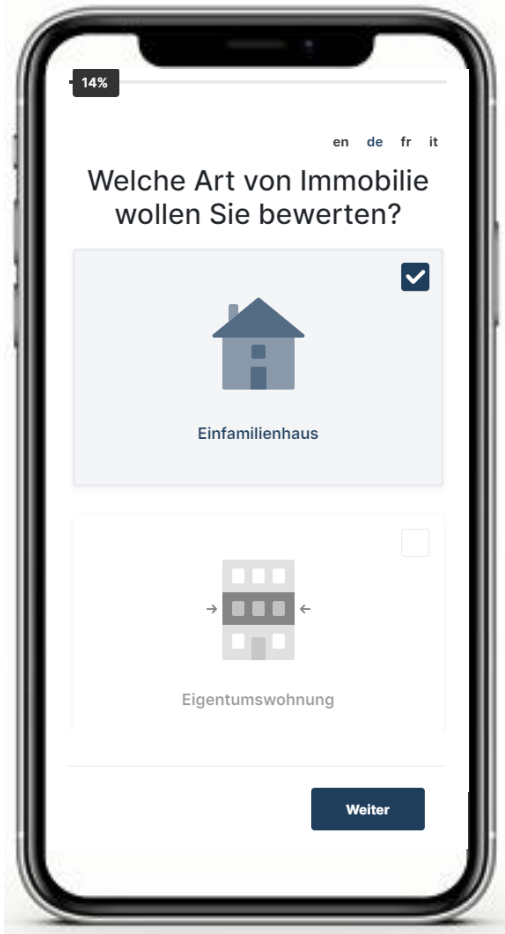 14%
en de fr it
Welche Art von Immobilie
wollen Sie bewerten?
Einfamilienhaus
Eigentumswohnung
Weiter